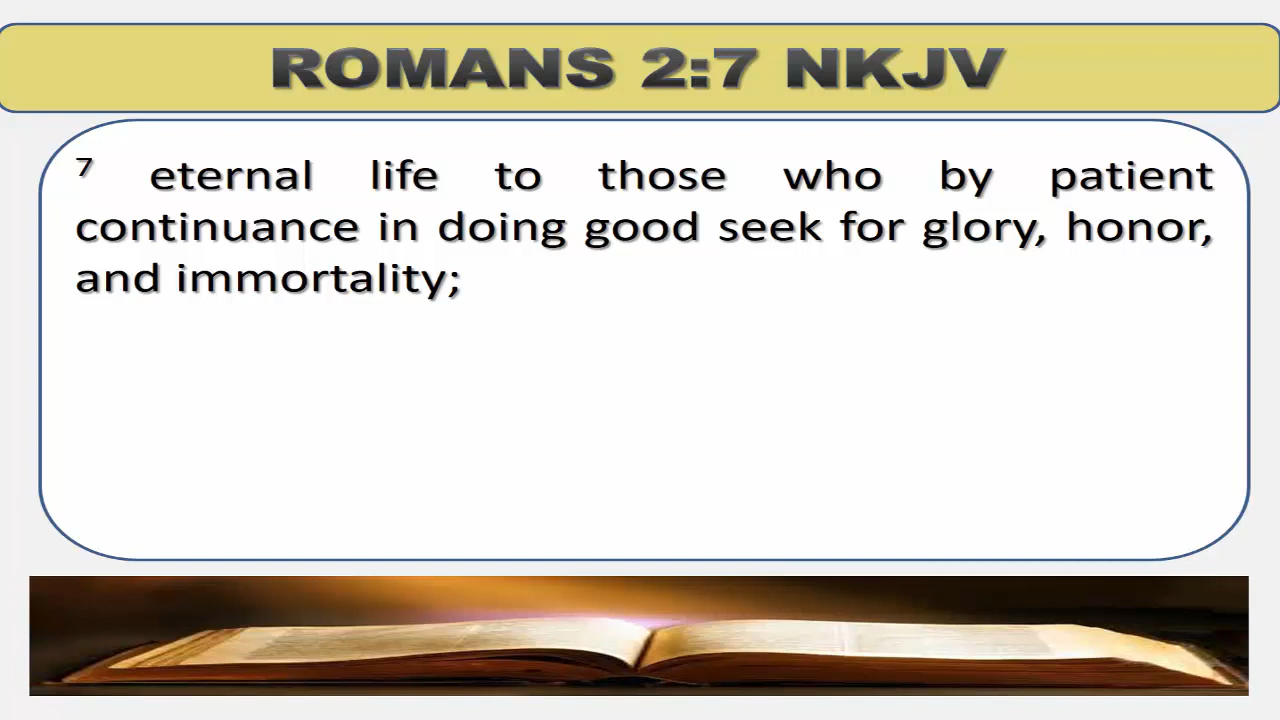 ROMANS 2:7 NKJV
7 eternal life to those who by patient
continuance in doing good seek for glory, honor,
and immortality;